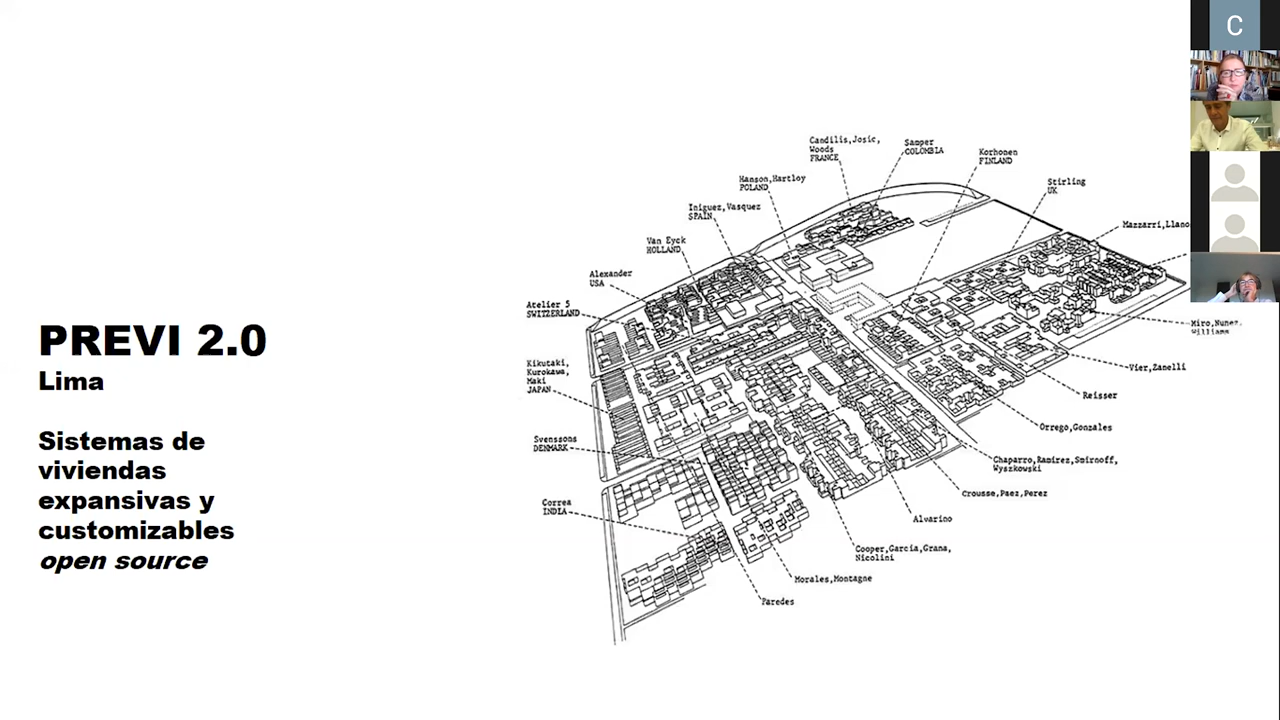 PREVI 2.0
Lima
Sistemas de
viviendas
expansivas y
customizables
open source
Candilis, Josic,
Woods
FRANCE
Samper
COLOMBIA
Korhonen
FINLAND
Stirling
UK
Hanson, Hartloy
POLAND
Iniguez, Vasquez
SPAIN
Mazzarri, Llano
Van Eyck
HOLLAND
Alexander
USA
Atelier 5
SWITZERLAND
Miro, Nunez,
Williams
Kikutaki,
Kurokawa,
Maki
JAPAN
Vier, Zanelli
Reisser
Orrego, Gonzales
Svenssons
DENMARK
Chaparro, Ramirez, Smirnoff,
Wyszkowski
Crousse, Paez, Perez
Correa
INDIA
Alvarino
Cooper, Garcia, Grana,
Nicolini
Morales, Montagne
Paredes
C